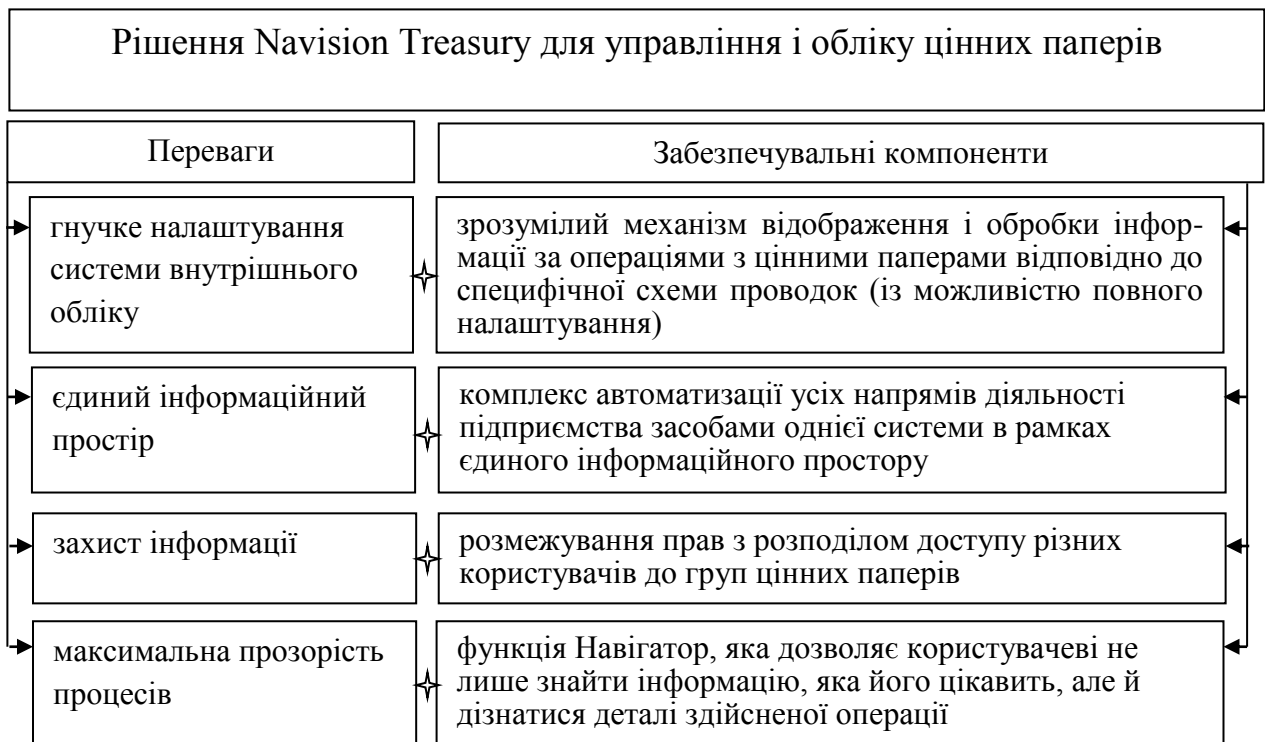 Рішення Navision Treasury для управління і обліку цінних паперів
Переваги
Забезпечувальні компоненти
гнучке налаштування
системи внутрішнього
обліку
зрозумілий механізм відображення і обробки інфор-
мації за операціями з цінними паперами відповідно до
специфічної схеми проводок (із можливістю повного
налаштування)
єдиний інформаційний
простір
комплекс автоматизації усіх напрямів діяльності
підприємства засобами однієї системи в рамках
єдиного інформаційного простору
захист інформації
розмежування прав з розподілом доступу різних
користувачів до груп цінних паперів
максимальна прозорість
процесів
функція Навігатор, яка дозволяє користувачеві не
лише знайти інформацію, яка його цікавить, але й
дізнатися деталі здійсненої операції